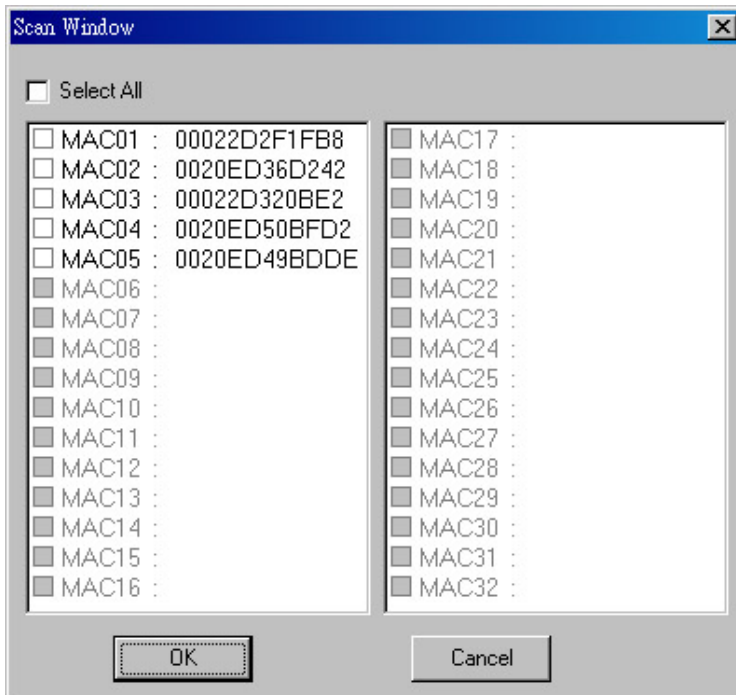 Scan Window
Select All
MAC01 : 00022D2F1FB8
MAC02 : 0020ED36D242
MAC03 : 00022D320BE2
MAC04 : 0020ED50BFD2
MAC05 : 0020ED49BDDE
MAC06 :
MAC07 :
MAC08 :
MAC09 :
MAC10 :
MAC11 :
MAC12 :
MAC13 :
MAC14 :
MAC15 :
MAC16 :
MAC17 :
MAC18 :
MAC19 :
MAC20 :
MAC21 :
MAC22 :
MAC23 :
MAC24 :
MAC25 :
MAC26 :
MAC27 :
MAC28 :
MAC29 :
MAC30 :
MAC31 :
MAC32 :
OK
Cancel